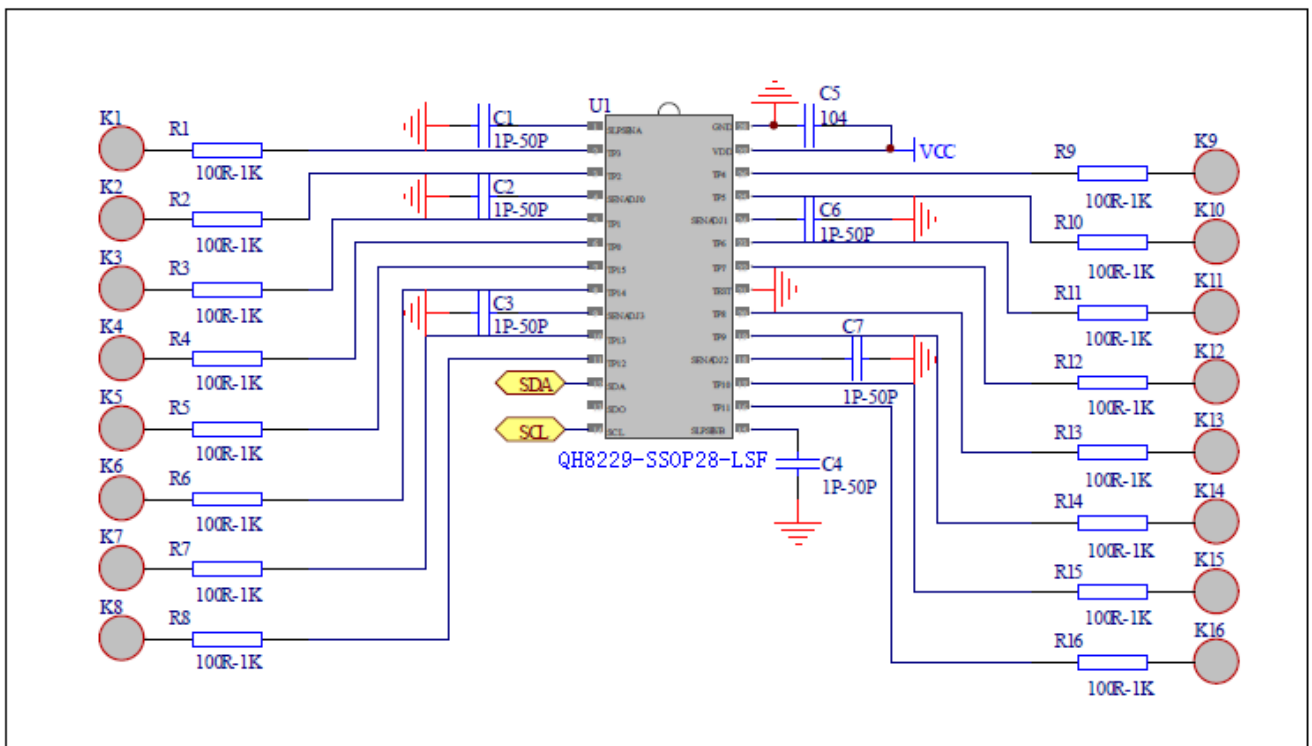 K1
R1
100R-1K
K2
R2
100R-1K
K3
R3
100R-1K
K4
R4
100R-1K
K5
R5
100R-1K
K6
R6
100R-1K
K7
R7
100R-1K
K8
R8
100R-1K
C1
1P-50P
C2
1P-50P
C3
1P-50P
SDA
SCL
U1
TP3
TP2
SENADJ0
TP1
TP0
TP15
TP14
SENADJ3
TP13
TP12
SDA
SDO
SCL
GND
VDD
TP4
TP5
SENADJ1
TP6
TP7
TEST
TP8
TP9
SENADJ2
TP10
TP11
QH8229-SSOP28-LSF
C5
104
VCC
C6
1P-50P
C7
1P-50P
C4
1P-50P
K9
R9
100R-1K
K10
R10
100R-1K
K11
R11
100R-1K
K12
R12
100R-1K
K13
R13
100R-1K
K14
R14
100R-1K
K15
R15
100R-1K
K16
R16
100R-1K